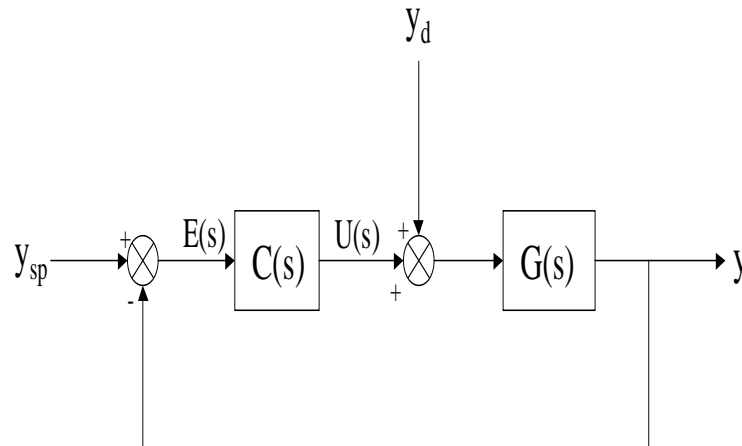 y_d
y_sp
+
-
E(s)
C(s)
U(s)
+
+
G(s)
y